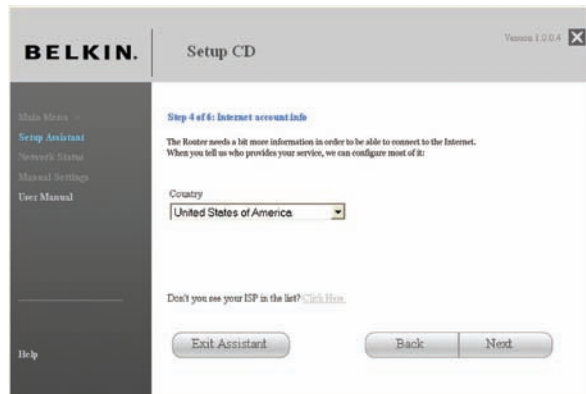 BELKIN.
Setup CD
Version 1.0.0.4
Main Menu >
Setup Assistant
Network Status
Manual Settings
User Manual
Help
Step 4 of 6: Internet account info
The Router needs a bit more information in order to be able to connect to the Internet.
When you tell us who provides your service, we can configure most of it:
Country
United States of America
Don't you see your ISP in the list? Click Here
Exit Assistant
Back
Next